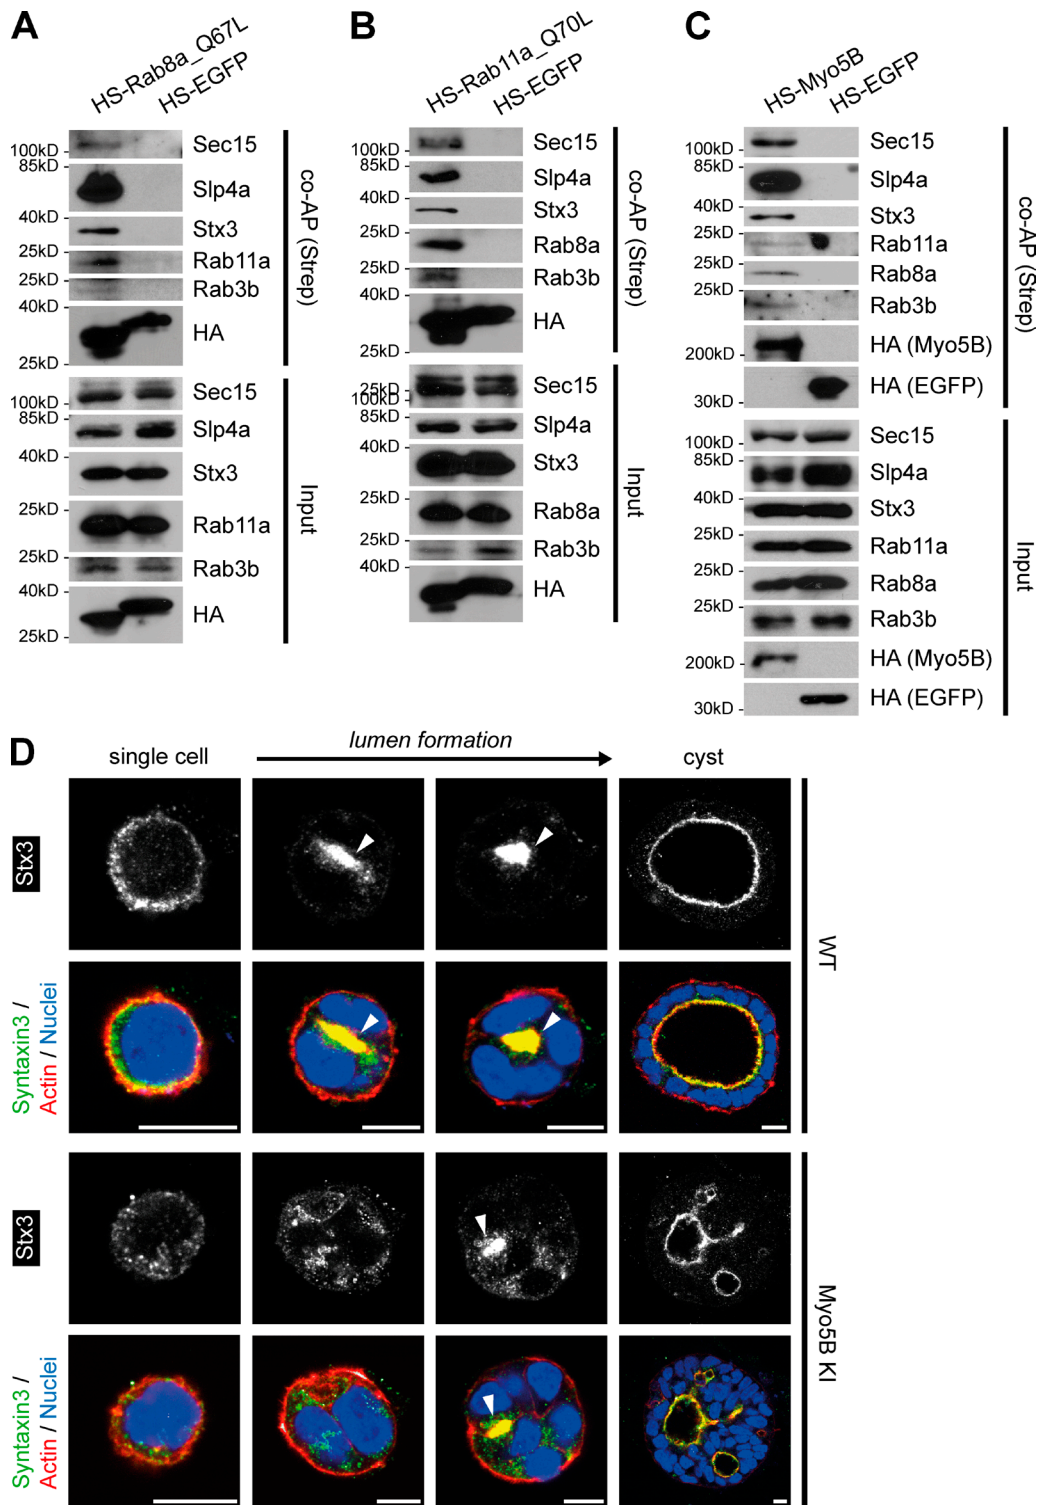 A
HS-Rab8a_Q67L
HS-EGFP
100kD
85kD
40kD
25kD
25kD
40kD
25kD
Sec15
Slp4a
Stx3
Rab11a
Rab3b
HA
co-AP (Strep)
100kD
85kD
40kD
25kD
25kD
40kD
25kD
Sec15
Slp4a
Stx3
Rab11a
Rab3b
HA
Input
B
HS-Rab11a_Q70L
HS-EGFP
100kD
85kD
40kD
25kD
25kD
40kD
25kD
Sec15
Slp4a
Stx3
Rab8a
Rab3b
HA
co-AP (Strep)
25kD
100kD
85kD
40kD
25kD
25kD
40kD
Sec15
Slp4a
Stx3
Rab8a
Rab3b
HA
Input
C
HS-Myo5B
HS-EGFP
100kD
85kD
40kD
25kD
25kD
25kD
200kD
30kD
Sec15
Slp4a
Stx3
Rab11a
Rab8a
Rab3b
HA (Myo5B)
HA (EGFP)
co-AP (Strep)
100kD
85kD
40kD
25kD
25kD
25kD
200kD
30kD
Sec15
Slp4a
Stx3
Rab11a
Rab8a
Rab3b
HA (Myo5B)
HA (EGFP)
Input
D
single cell
lumen formation
cyst
Stx3
Syntaxin3 /
Actin / Nuclei
WT
Stx3
Syntaxin3 /
Actin / Nuclei
Myo5B KI